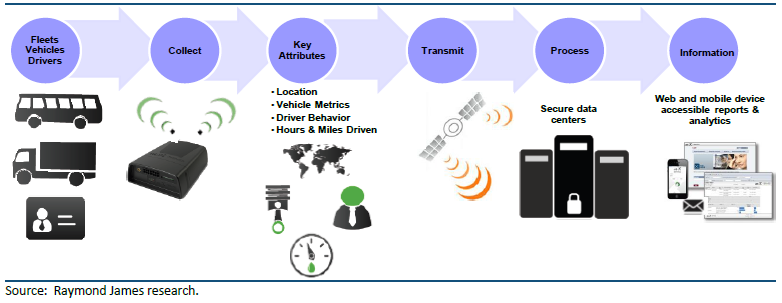 Fleets
Vehicles
Drivers
Collect
Key
Attributes
Transmit
Process
Information
• Location
• Vehicle Metrics
• Driver Behavior
• Hours & Miles Driven
Secure data
centers
Web and mobile device
accessible reports &
analytics
Source: Raymond James research.